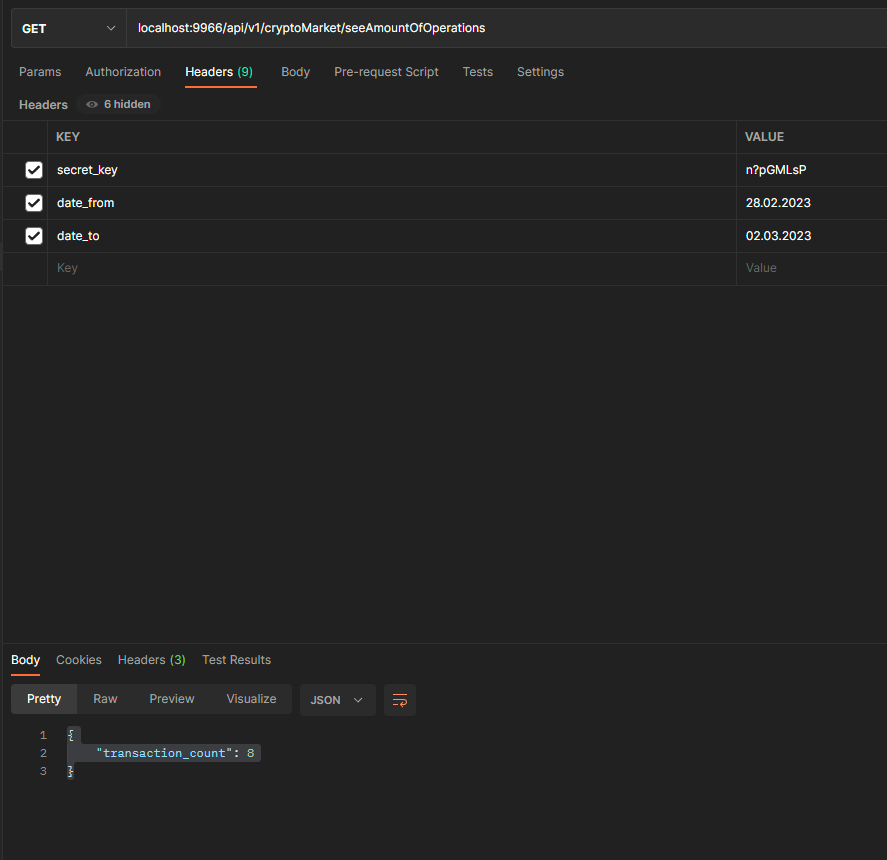 GET localhost:9966/api/v1/cryptoMarket/seeAmountOfOperations
Params Authorization Headers (9) Body Pre-request Script Tests Settings
Headers 6 hidden
KEY VALUE
secret_key n?pGMLsP
date_from 28.02.2023
date_to 02.03.2023
Key Value
Body Cookies Headers (3) Test Results
Pretty Raw Preview Visualize JSON
1 {
2 "transaction_count": 8
3 }